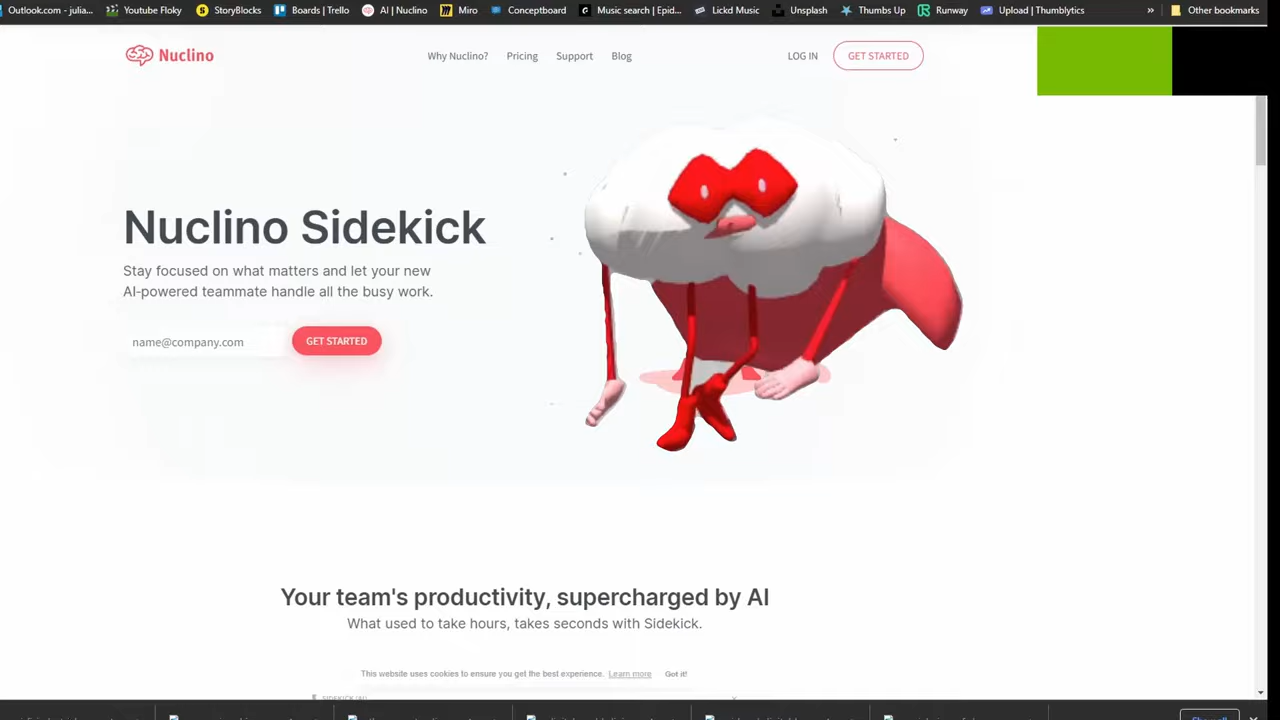 Outlook.com - julia... YouTube Floky StoryBlocks Boards | Trello AI | Nuclino Miro Conceptboard Music search | Epid... Lickd Music Unsplash Thumbs Up Runway Upload | Thumblytics » Other bookmarks
Nuclino Why Nuclino? Pricing Support Blog LOG IN GET STARTED
Nuclino Sidekick
Stay focused on what matters and let your new
AI-powered teammate handle all the busy work.
name@company.com GET STARTED
Your team's productivity, supercharged by AI
What used to take hours, takes seconds with Sidekick.
This website uses cookies to ensure you get the best experience. Learn more Got it!